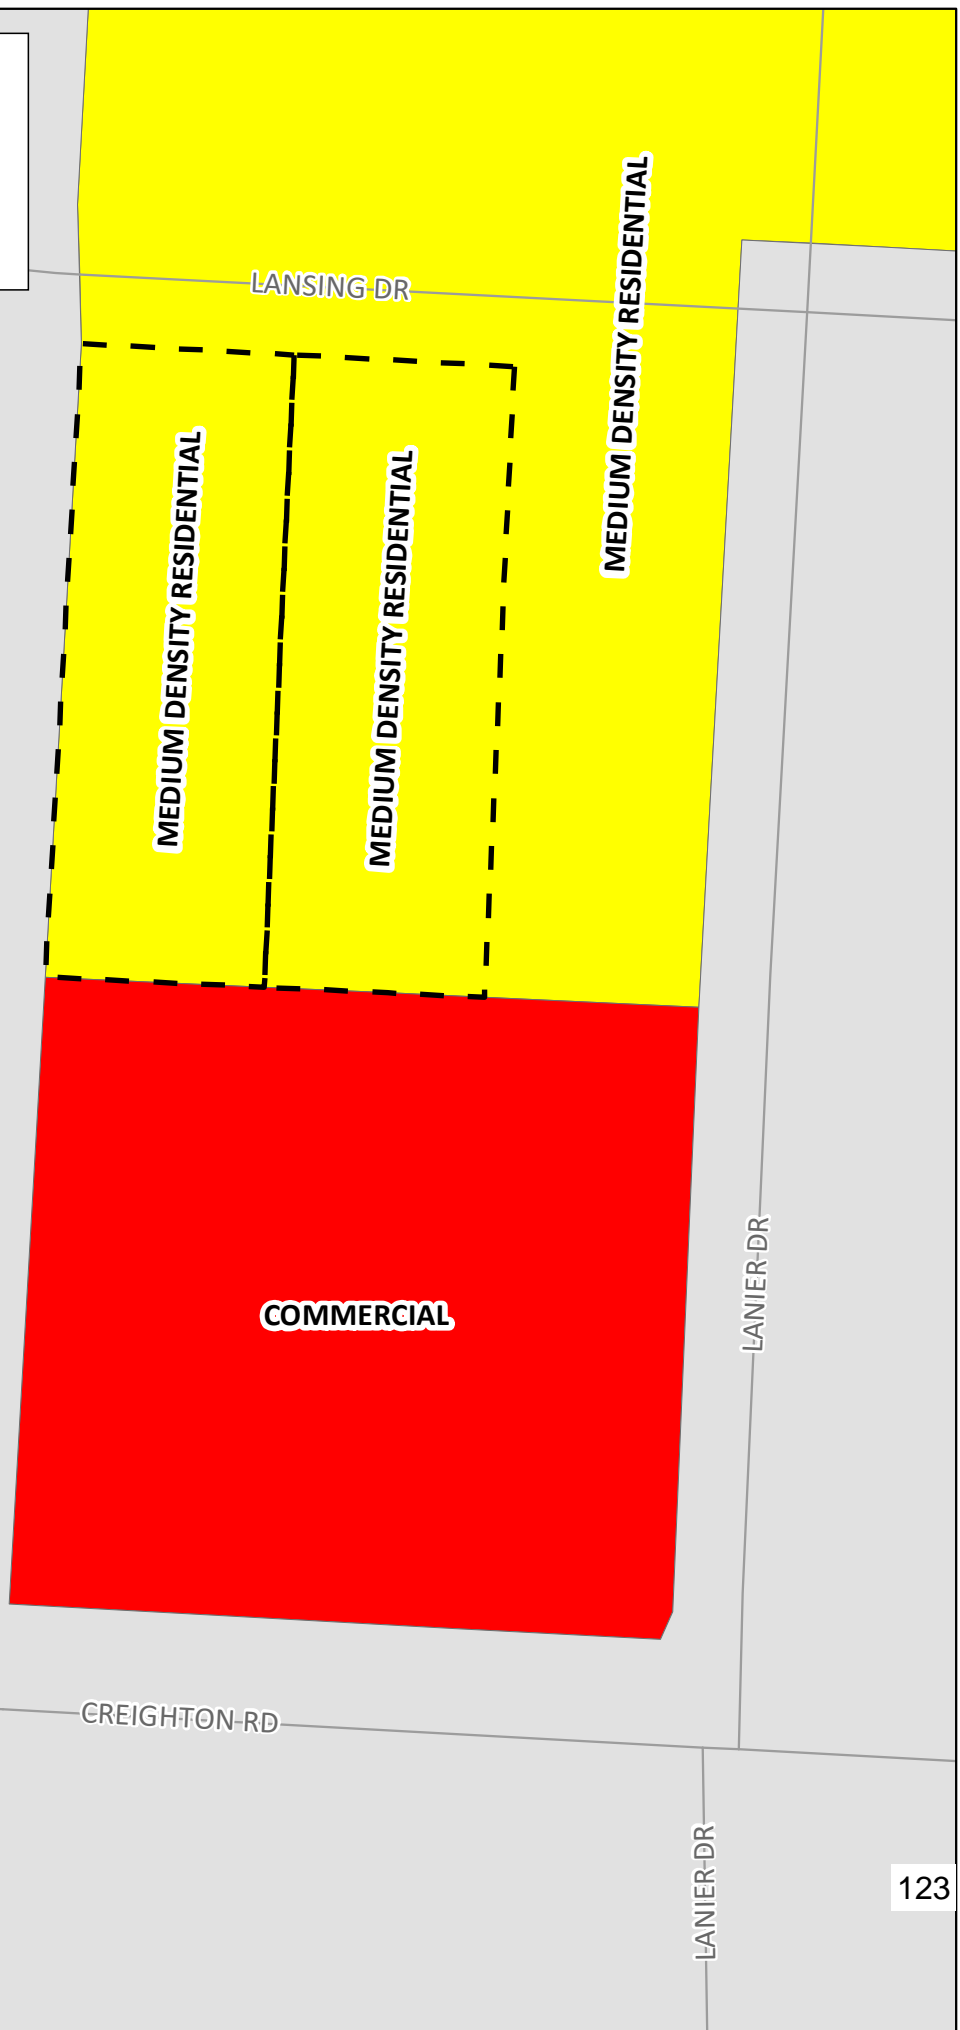 MEDIUM DENSITY RESIDENTIAL
LANSING DR
MEDIUM DENSITY RESIDENTIAL
MEDIUM DENSITY RESIDENTIAL
LANIER DR
COMMERCIAL
CREIGHTON RD
LANIER DR
123